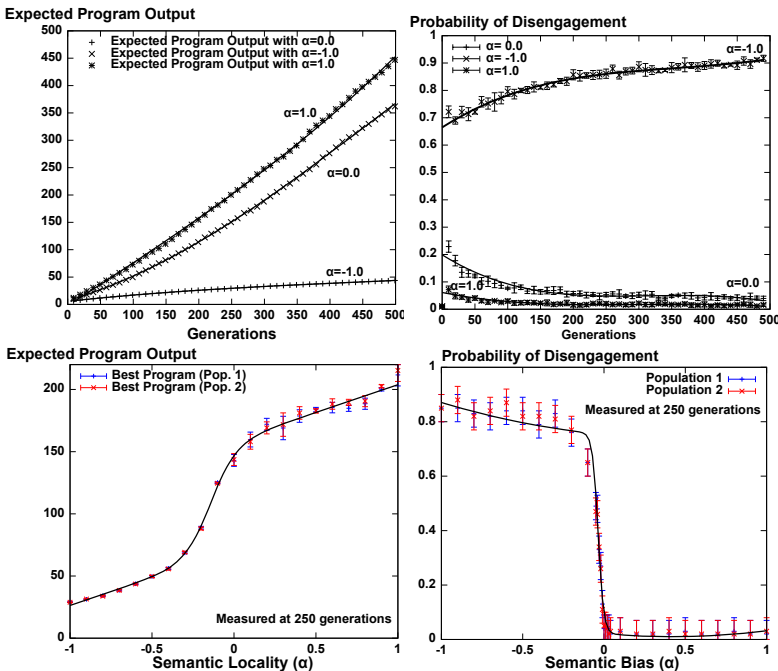 Expected Program Output
500
450
400
350
300
250
200
150
100
50
0
Expected Program Output with α=0.0
Expected Program Output with α=-1.0
Expected Program Output with α=1.0
α=1.0
α=0.0
α=-1.0
0 50 100 150 200 250 300 350 400 450 500
Generations
Probability of Disengagement
1
0.9
0.8
0.7
0.6
0.5
0.4
0.3
0.2
0.1
0
α= 0.0
α= -1.0
α=1.0
α=-1.0
α=1.0
α=0.0
0 50 100 150 200 250 300 350 400 450 500
Generations
Expected Program Output
200
150
100
50
0
Best Program (Pop. 1)
Best Program (Pop. 2)
Measured at 250 generations
-1 -0.5 0 0.5 1
Semantic Locality (α)
Probability of Disengagement
1
0.8
0.6
0.4
0.2
0
Population 1
Population 2
Measured at 250 generations
-1 -0.5 0 0.5 1
Semantic Bias (α)